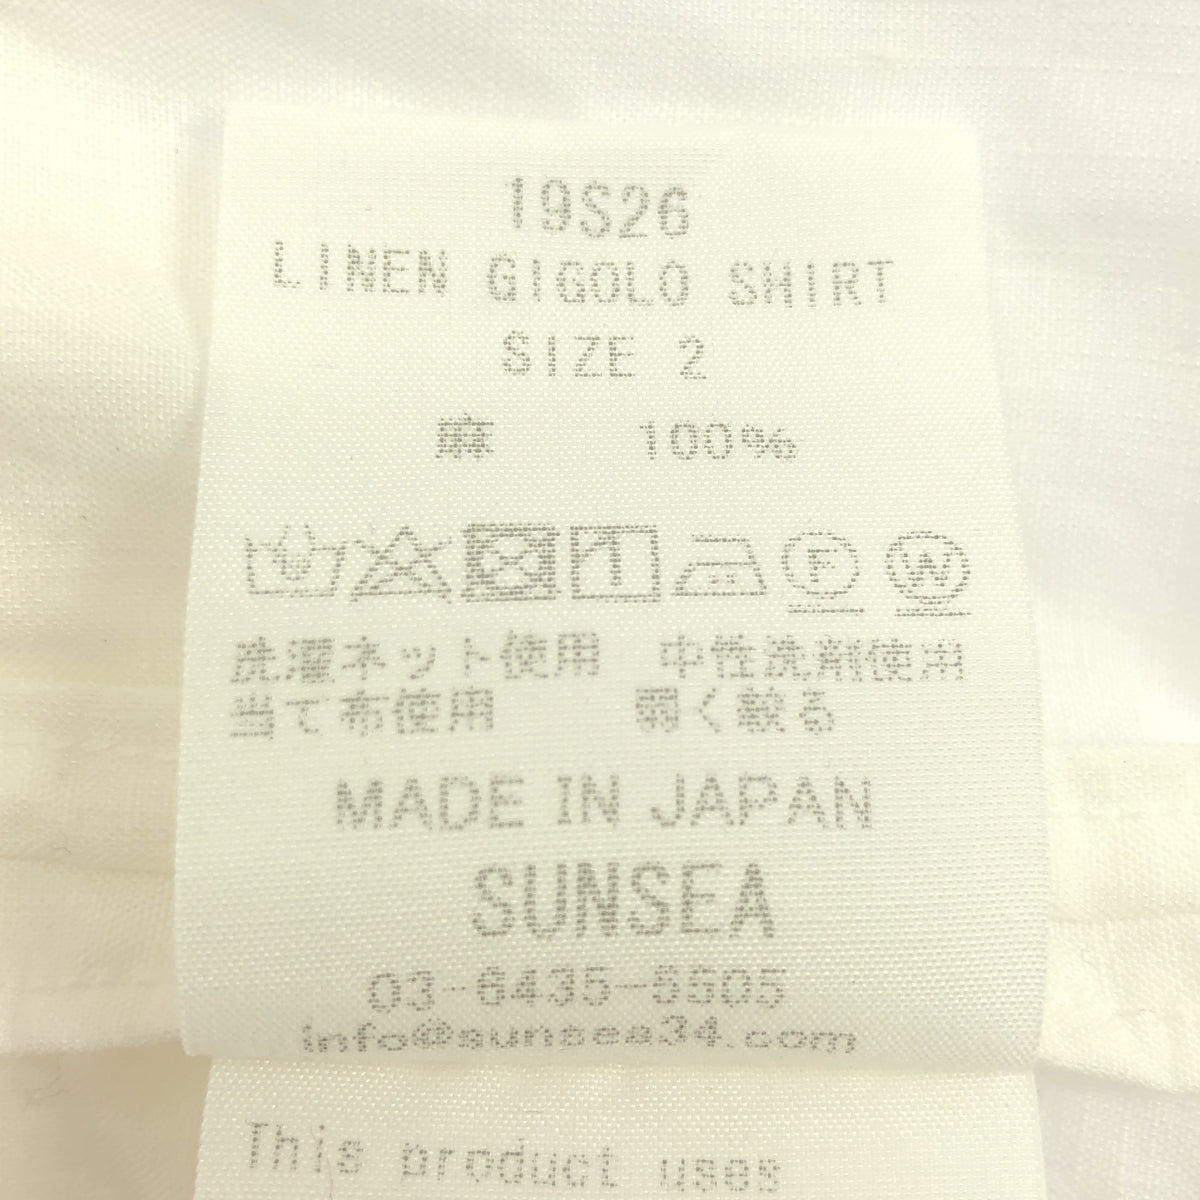 19S26
LINEN GIGOLO SHIRT
SIZE 2
麻 100%
F W
洗濯ネット使用 中性洗剤使用
当て布使用 弱く絞る
MADE IN JAPAN
SUNSEA
03-6435-5505
info@sunsea34.com
This product uses